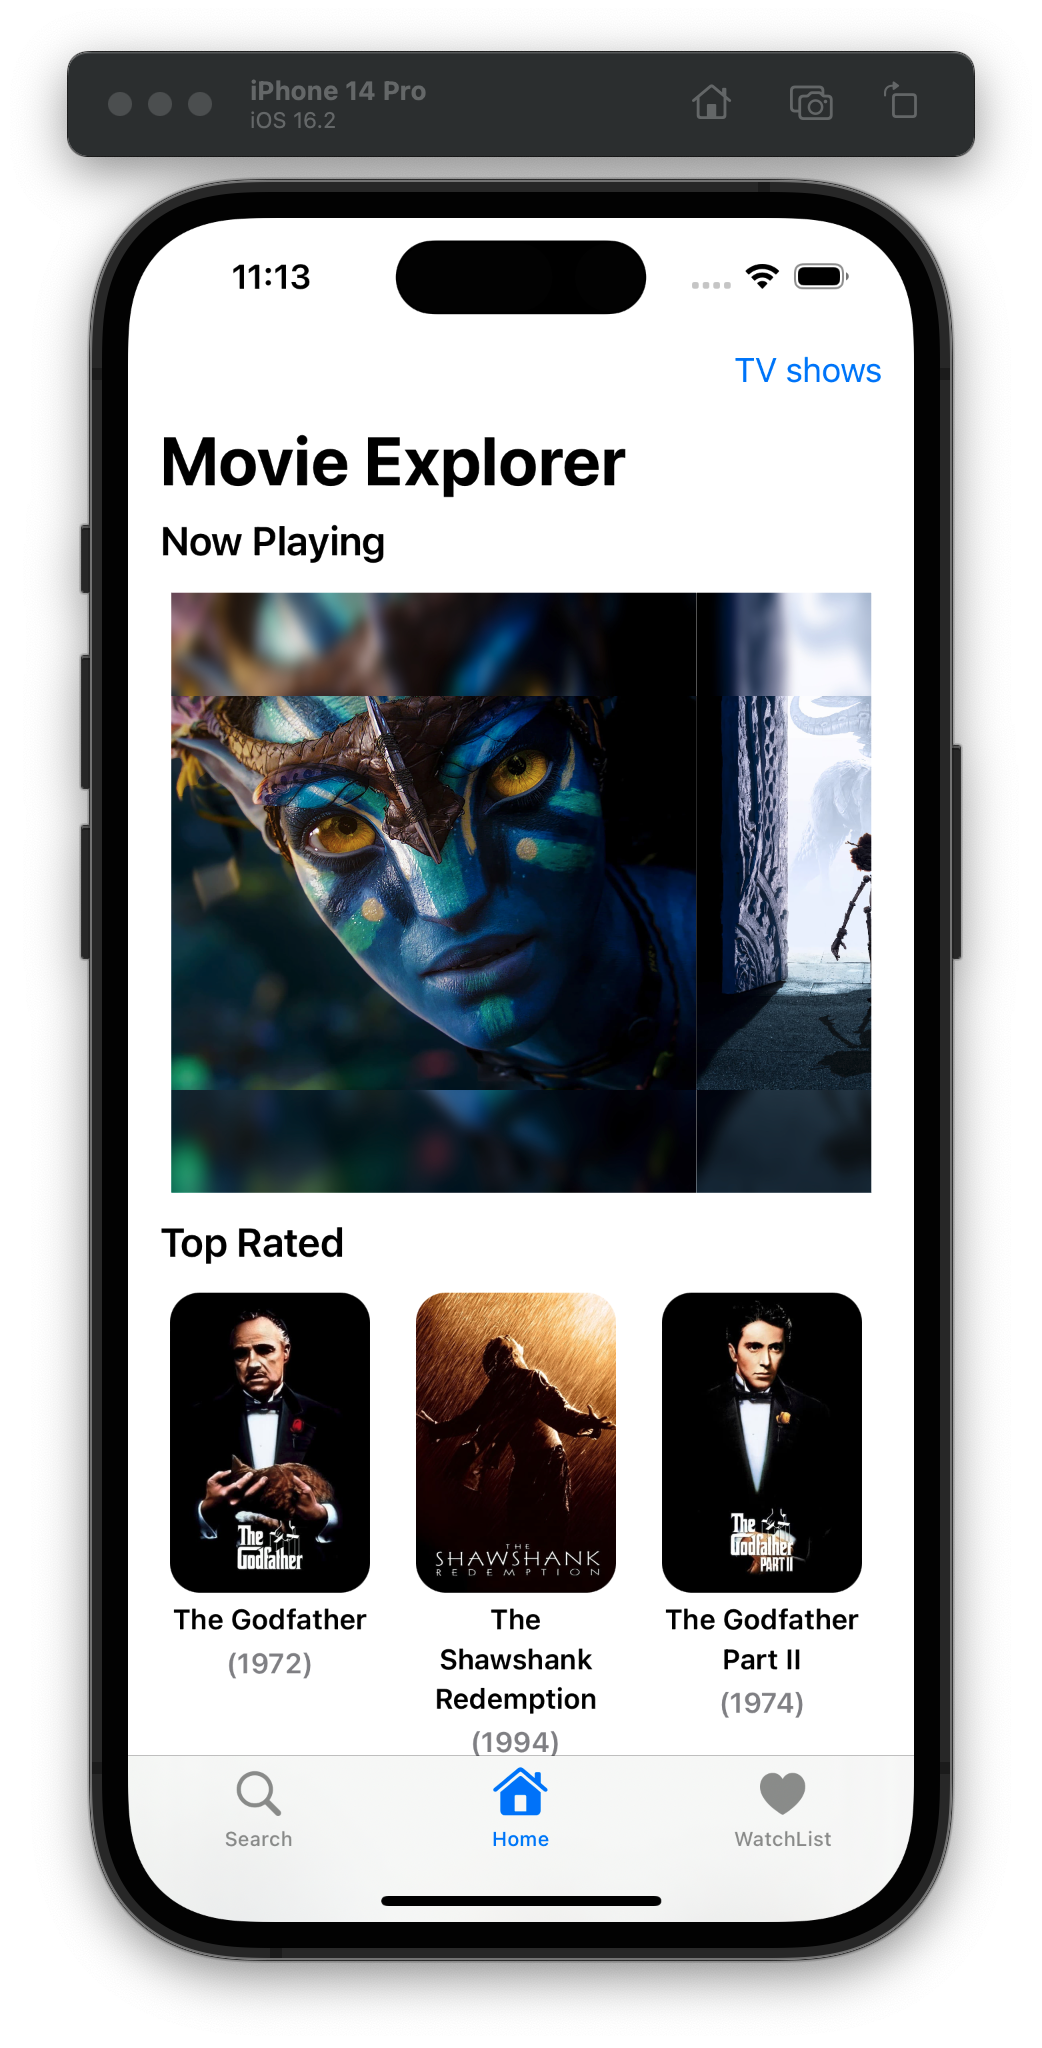 iPhone 14 Pro
iOS 16.2
11:13
TV shows
Movie Explorer
Now Playing
Top Rated
The
Godfather
THE
SHAWSHANK
REDEMPTION
The
Godfather
PART II
The Godfather
(1972)
The
Shawshank
Redemption
(1994)
The Godfather
Part II
(1974)
Search
Home
WatchList